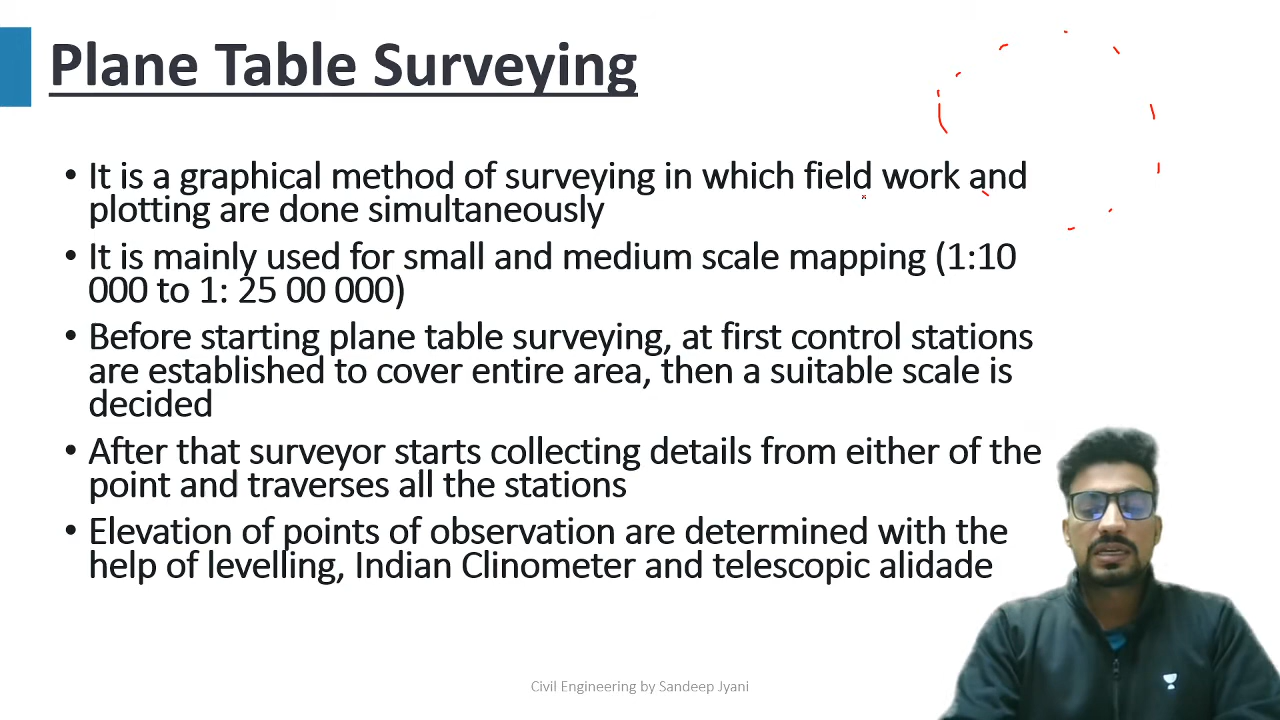 Plane Table Surveying
• It is a graphical method of surveying in which field work and
plotting are done simultaneously
• It is mainly used for small and medium scale mapping (1:10
000 to 1: 25 00 000)
• Before starting plane table surveying, at first control stations
are established to cover entire area, then a suitable scale is
decided
• After that surveyor starts collecting details from either of the
point and traverses all the stations
• Elevation of points of observation are determined with the
help of levelling, Indian Clinometer and telescopic alidade
Civil Engineering by Sandeep Jyani